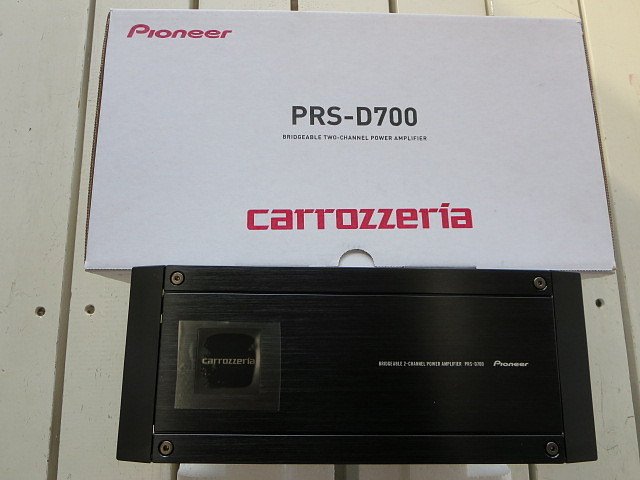 Pioneer
PRS-D700
BRIDGEABLE TWO-CHANNEL POWER AMPLIFIER
carrozzeria
carrozzeria
BRIDGEABLE 2-CHANNEL POWER AMPLIFIER PRS-D700 Pioneer